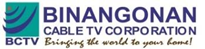 BINANGONAN
CABLE TV CORPORATION
BCTV
Bringing the world to your home!